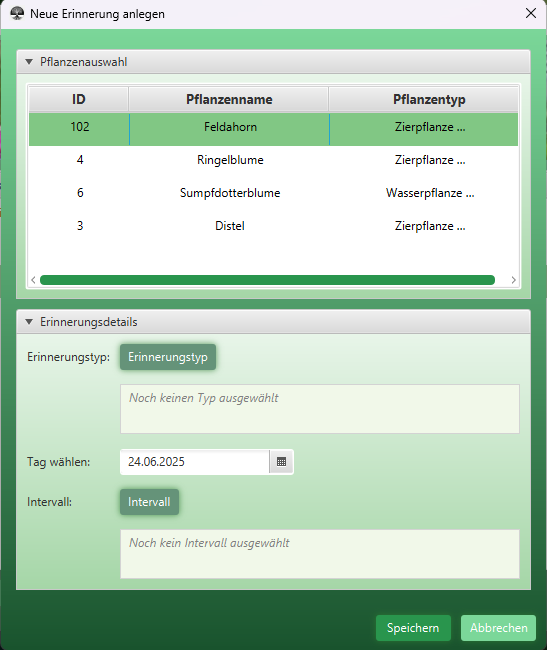 Neue Erinnerung anlegen
Pflanzenauswahl
ID Pflanzenname Pflanzentyp
102 Feldahorn Zierpflanze ...
4 Ringelblume Zierpflanze ...
6 Sumpfdotterblume Wasserpflanze ...
3 Distel Zierpflanze ...
Erinnerungsdetails
Erinnerungstyp: Erinnerungstyp
Noch keinen Typ ausgewählt
Tag wählen: 24.06.2025
Intervall: Intervall
Noch kein Intervall ausgewählt
Speichern Abbrechen